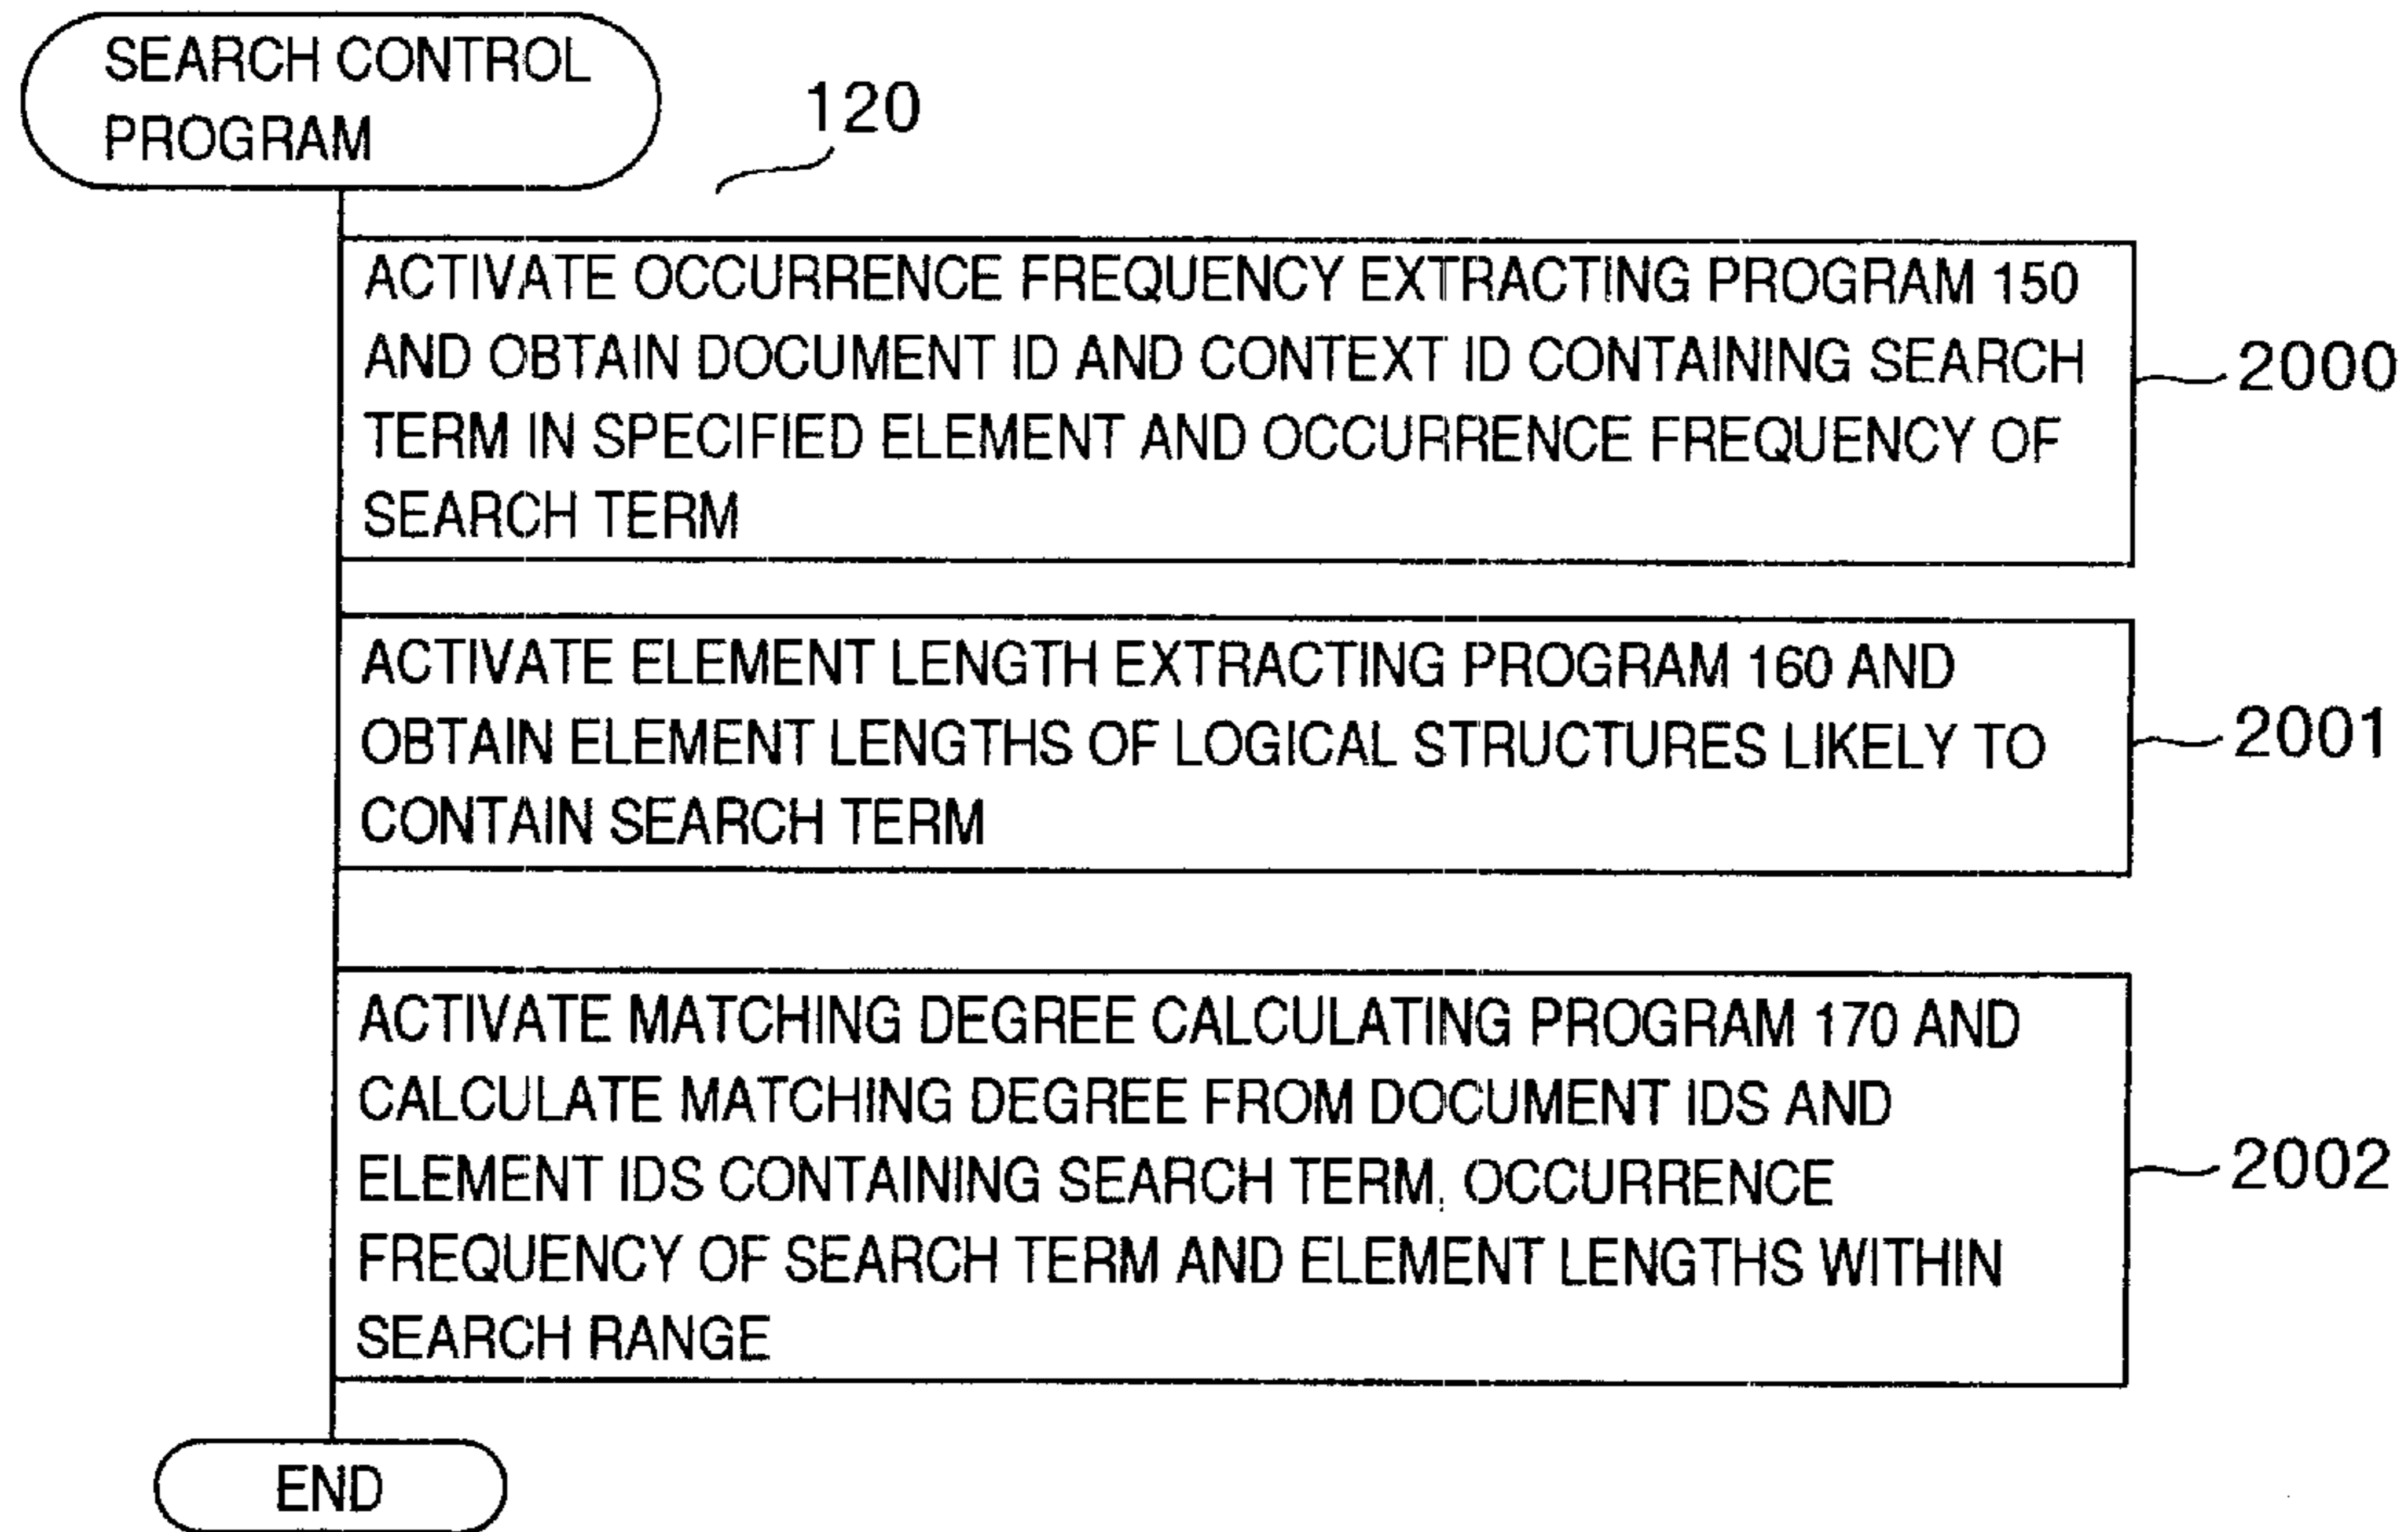 SEARCH CONTROL
PROGRAM
120
ACTIVATE OCCURRENCE FREQUENCY EXTRACTING PROGRAM 150
AND OBTAIN DOCUMENT ID AND CONTEXT ID CONTAINING SEARCH
TERM IN SPECIFIED ELEMENT AND OCCURRENCE FREQUENCY OF
SEARCH TERM
2000
ACTIVATE ELEMENT LENGTH EXTRACTING PROGRAM 160 AND
OBTAIN ELEMENT LENGTHS OF LOGICAL STRUCTURES LIKELY TO
CONTAIN SEARCH TERM
2001
ACTIVATE MATCHING DEGREE CALCULATING PROGRAM 170 AND
CALCULATE MATCHING DEGREE FROM DOCUMENT IDS AND
ELEMENT IDS CONTAINING SEARCH TERM, OCCURRENCE
FREQUENCY OF SEARCH TERM AND ELEMENT LENGTHS WITHIN
SEARCH RANGE
2002
END